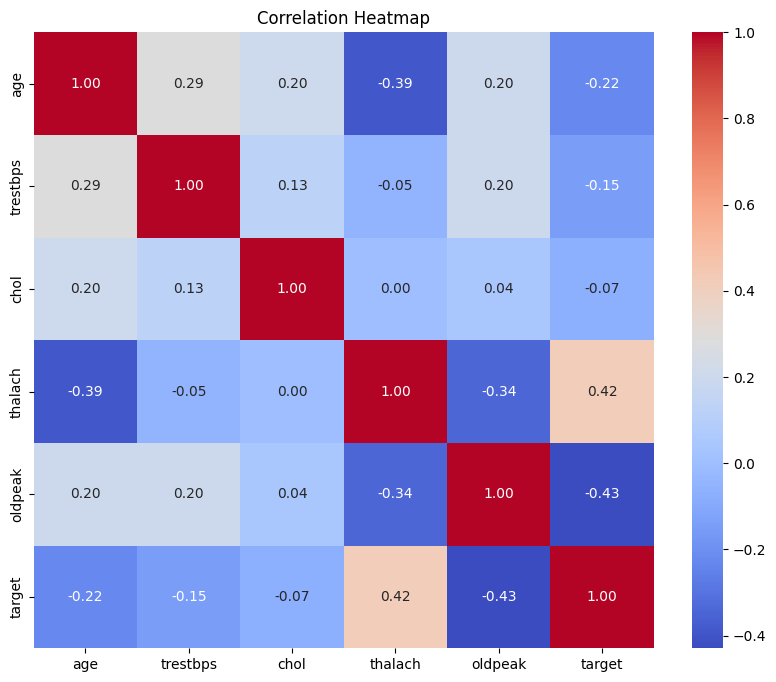 Correlation Heatmap
age 1.00 0.29 0.20 -0.39 0.20 -0.22
trestbps 0.29 1.00 0.13 -0.05 0.20 -0.15
chol 0.20 0.13 1.00 0.00 0.04 -0.07
thalach -0.39 -0.05 0.00 1.00 -0.34 0.42
oldpeak 0.20 0.20 0.04 -0.34 1.00 -0.43
target -0.22 -0.15 -0.07 0.42 -0.43 1.00
age trestbps chol thalach oldpeak target
1.0
0.8
0.6
0.4
0.2
0.0
−0.2
−0.4